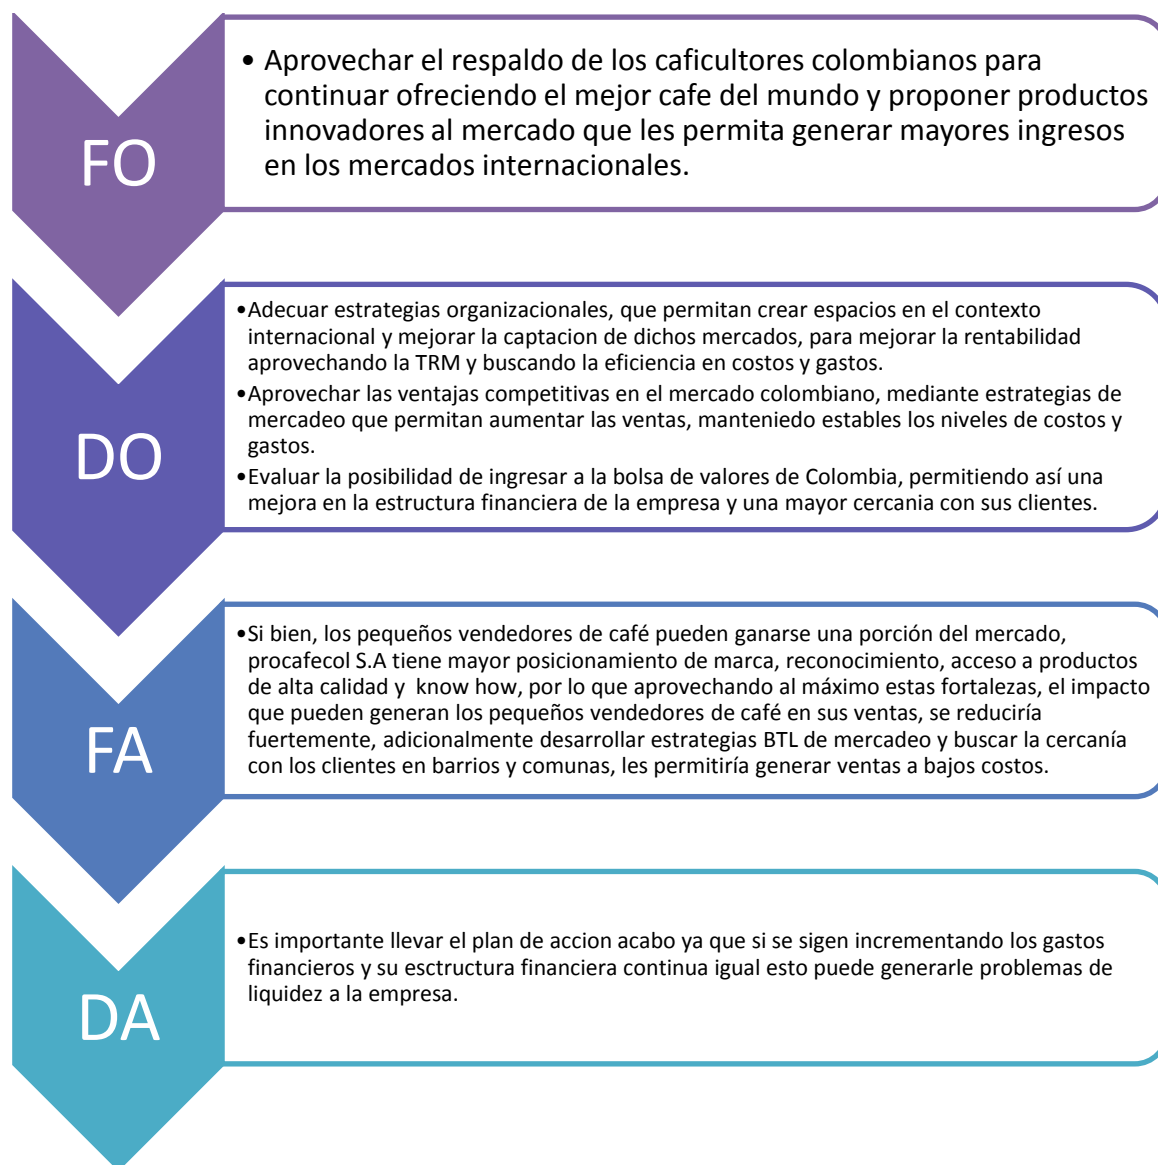 FO
• Aprovechar el respaldo de los caficultores colombianos para
continuar ofreciendo el mejor cafe del mundo y proponer productos
innovadores al mercado que les permita generar mayores ingresos
en los mercados internacionales.
DO
•Adecuar estrategias organizacionales, que permitan crear espacios en el contexto
internacional y mejorar la captacion de dichos mercados, para mejorar la rentabilidad
aprovechando la TRM y buscando la eficiencia en costos y gastos.
•Aprovechar las ventajas competitivas en el mercado colombiano, mediante estrategias de
mercadeo que permitan aumentar las ventas, manteniedo estables los niveles de costos y
gastos.
•Evaluar la posibilidad de ingresar a la bolsa de valores de Colombia, permitiendo así una
mejora en la estructura financiera de la empresa y una mayor cercania con sus clientes.
FA
•Si bien, los pequeños vendedores de café pueden ganarse una porción del mercado,
procafecol S.A tiene mayor posicionamiento de marca, reconocimiento, acceso a productos
de alta calidad y  know how, por lo que aprovechando al máximo estas fortalezas, el impacto
que pueden generan los pequeños vendedores de café en sus ventas, se reduciría
fuertemente, adicionalmente desarrollar estrategias BTL de mercadeo y buscar la cercanía
con los clientes en barrios y comunas, les permitiría generar ventas a bajos costos.
DA
•Es importante llevar el plan de accion acabo ya que si se sigen incrementando los gastos
financieros y su esctructura financiera continua igual esto puede generarle problemas de
liquidez a la empresa.